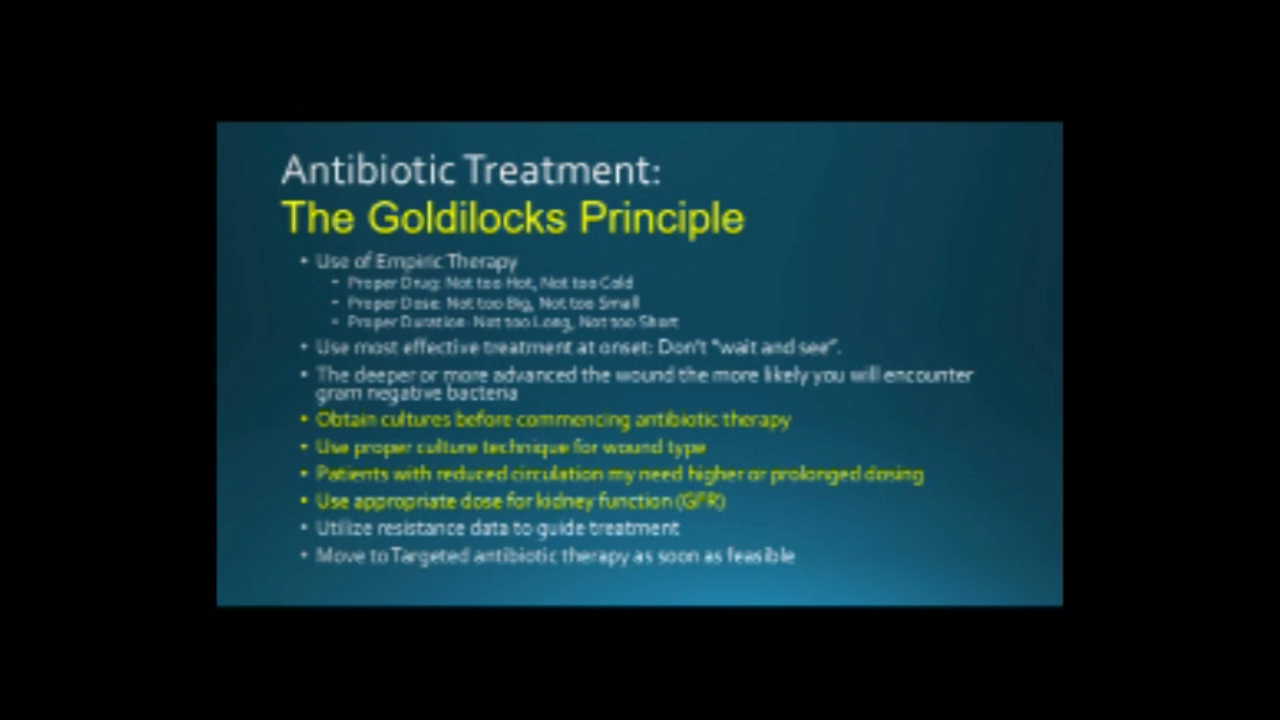 Antibiotic Treatment:
The Goldilocks Principle
• Use of Empiric Therapy
– Proper Drug: Not too Hot, Not too Cold
– Proper Dose: Not too Big, Not too Small
– Proper Duration: Not too Long, Not too Short
• Use most effective treatment at onset: Don't "wait and see".
• The deeper or more advanced the wound the more likely you will encounter
gram negative bacteria
• Obtain cultures before commencing antibiotic therapy
• Use proper culture technique for wound type
• Patients with reduced circulation my need higher or prolonged dosing
• Use appropriate dose for kidney function (GFR)
• Utilize resistance data to guide treatment
• Move to Targeted antibiotic therapy as soon as feasible